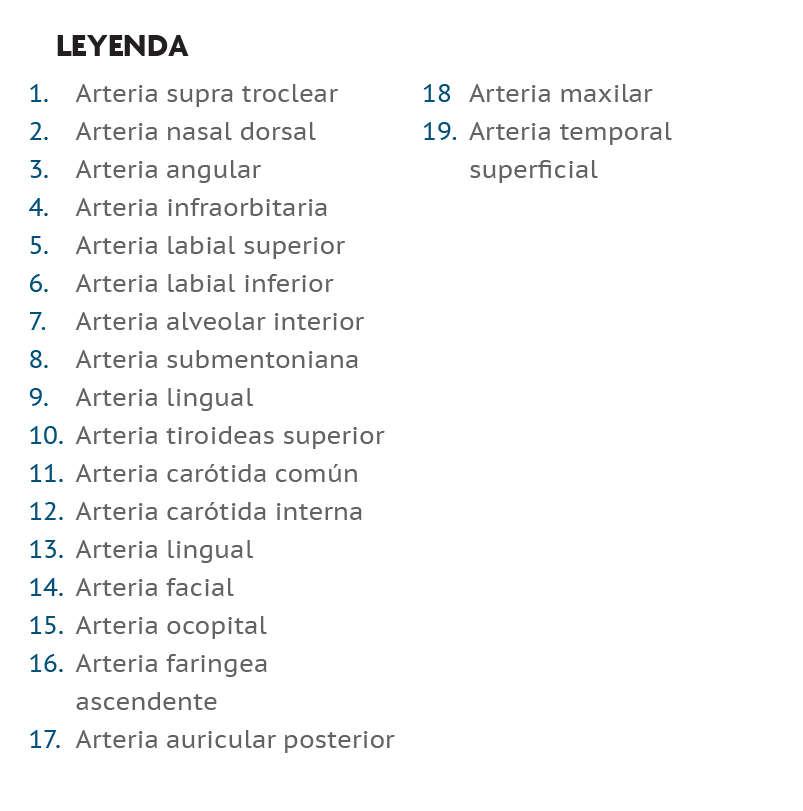 LEYENDA
1. Arteria supra troclear
2. Arteria nasal dorsal
3. Arteria angular
4. Arteria infraorbitaria
5. Arteria labial superior
6. Arteria labial inferior
7. Arteria alveolar interior
8. Arteria submentoniana
9. Arteria lingual
10. Arteria tiroideas superior
11. Arteria carótida común
12. Arteria carótida interna
13. Arteria lingual
14. Arteria facial
15. Arteria ocopital
16. Arteria faringea
ascendente
17. Arteria auricular posterior
18 Arteria maxilar
19. Arteria temporal
superficial